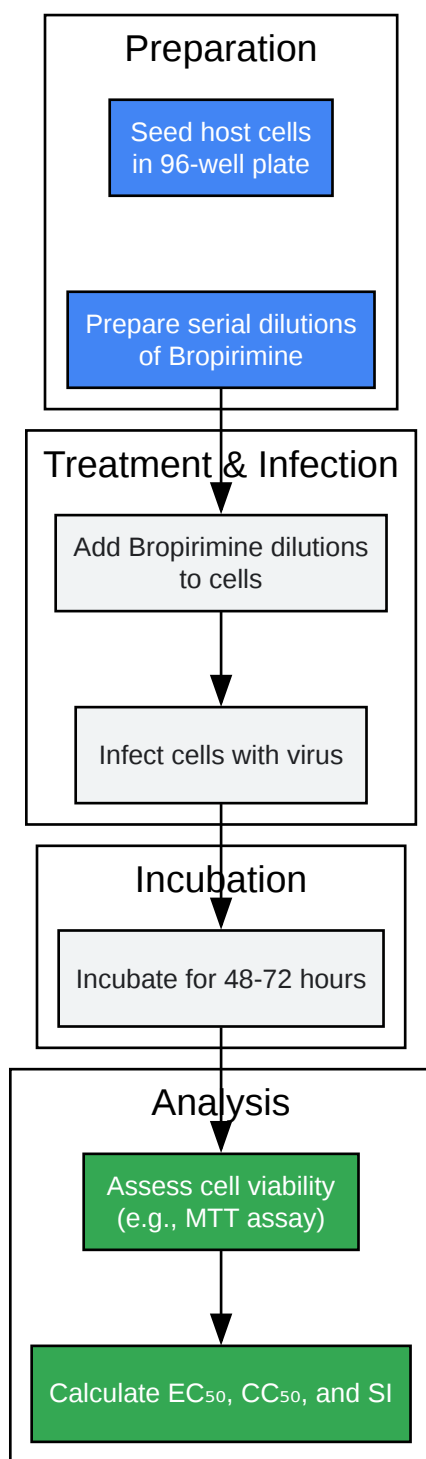 Preparation
Seed host cells
in 96-well plate
Prepare serial dilutions
of Bropirimine
Treatment & Infection
Add Bropirimine dilutions
to cells
Infect cells with virus
Incubation
Incubate for 48-72 hours
Analysis
Assess cell viability
(e.g., MTT assay)
Calculate EC₅₀, CC₅₀, and SI